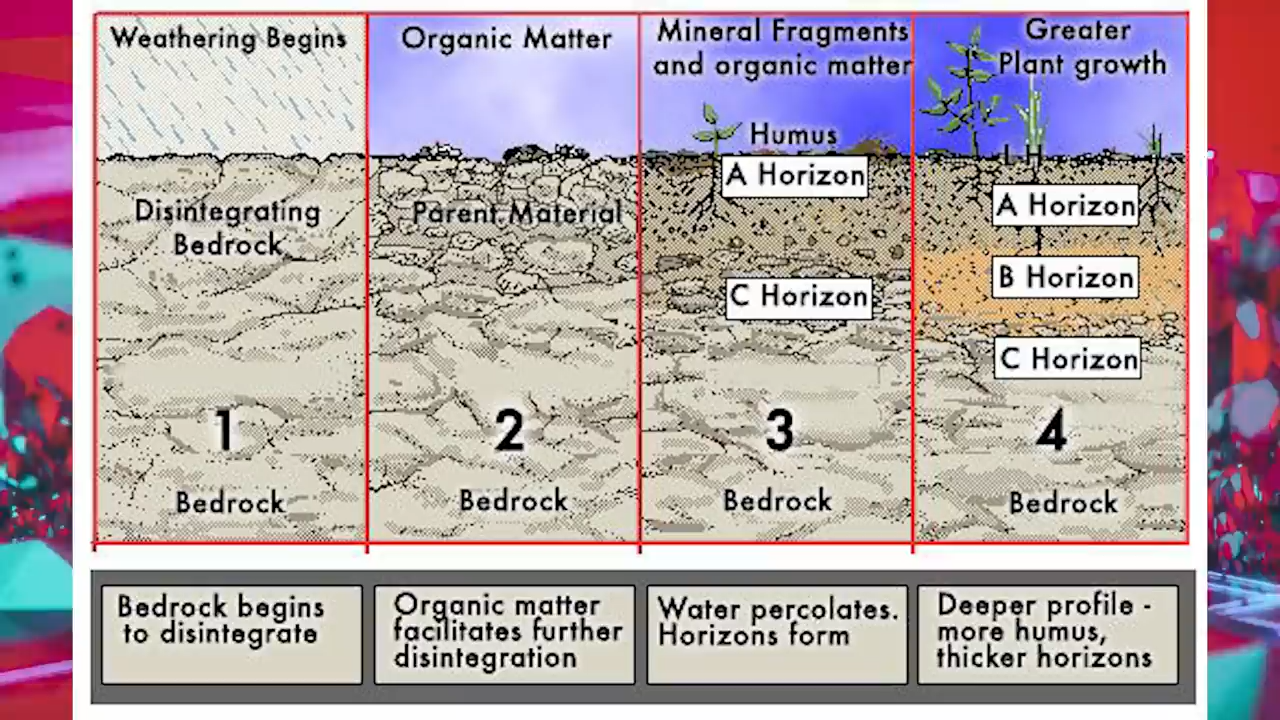 Weathering Begins
Disintegrating
Bedrock
1
Bedrock
Organic Matter
Parent Material
2
Bedrock
Mineral Fragments
and organic matter
Humus
A Horizon
C Horizon
3
Bedrock
Greater
Plant growth
A Horizon
B Horizon
C Horizon
4
Bedrock
Bedrock begins
to disintegrate
Organic matter
facilitates further
disintegration
Water percolates.
Horizons form
Deeper profile -
more humus,
thicker horizons